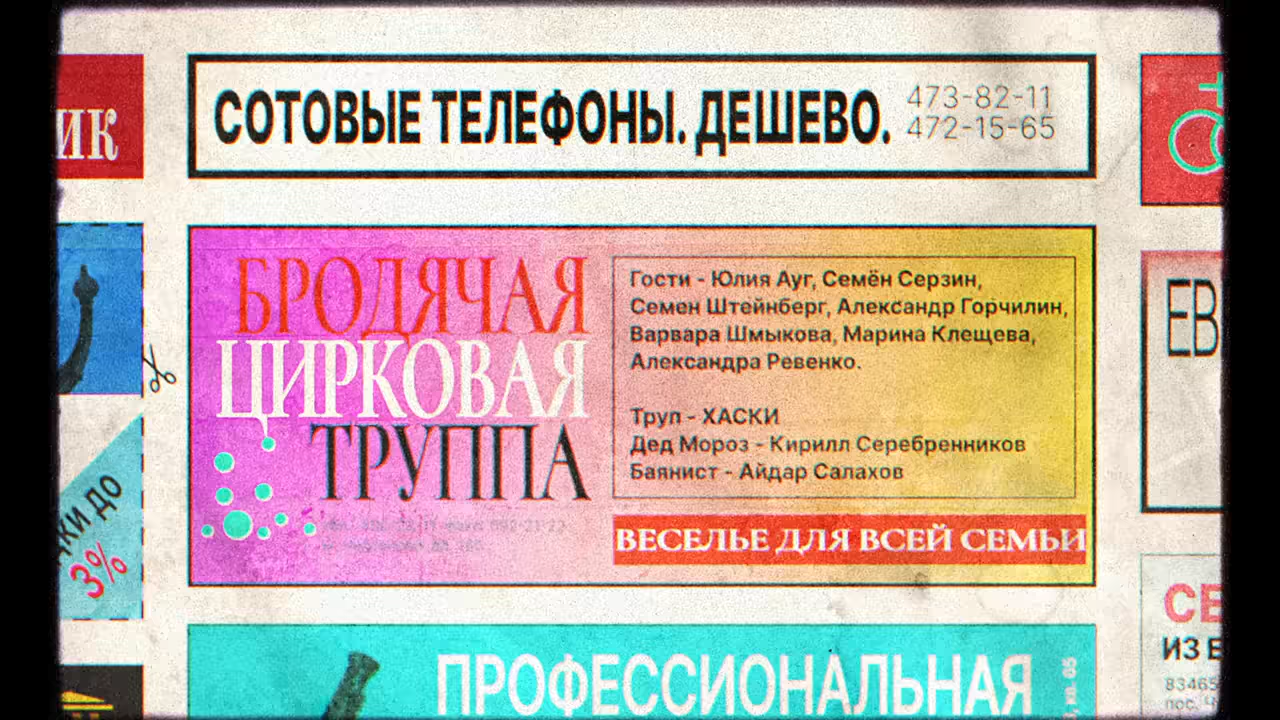 ИК
СОТОВЫЕ ТЕЛЕФОНЫ. ДЕШЕВО.
473-82-11
472-15-65
БРОДЯЧАЯ
ЦИРКОВАЯ
ТРУППА
Гости - Юлия Ауг, Семён Серзин,
Семен Штейнберг, Александр Горчилин,
Варвара Шмыкова, Марина Клещева,
Александра Ревенко.
Труп - ХАСКИ
Дед Мороз - Кирилл Серебренников
Баянист - Айдар Салахов
ВЕСЕЛЬЕ ДЛЯ ВСЕЙ СЕМЬИ
КИ ДО
3%
ПРОФЕССИОНАЛЬНАЯ
ЕВ
СЕ
ИЗ Е
83465
пос. Ч